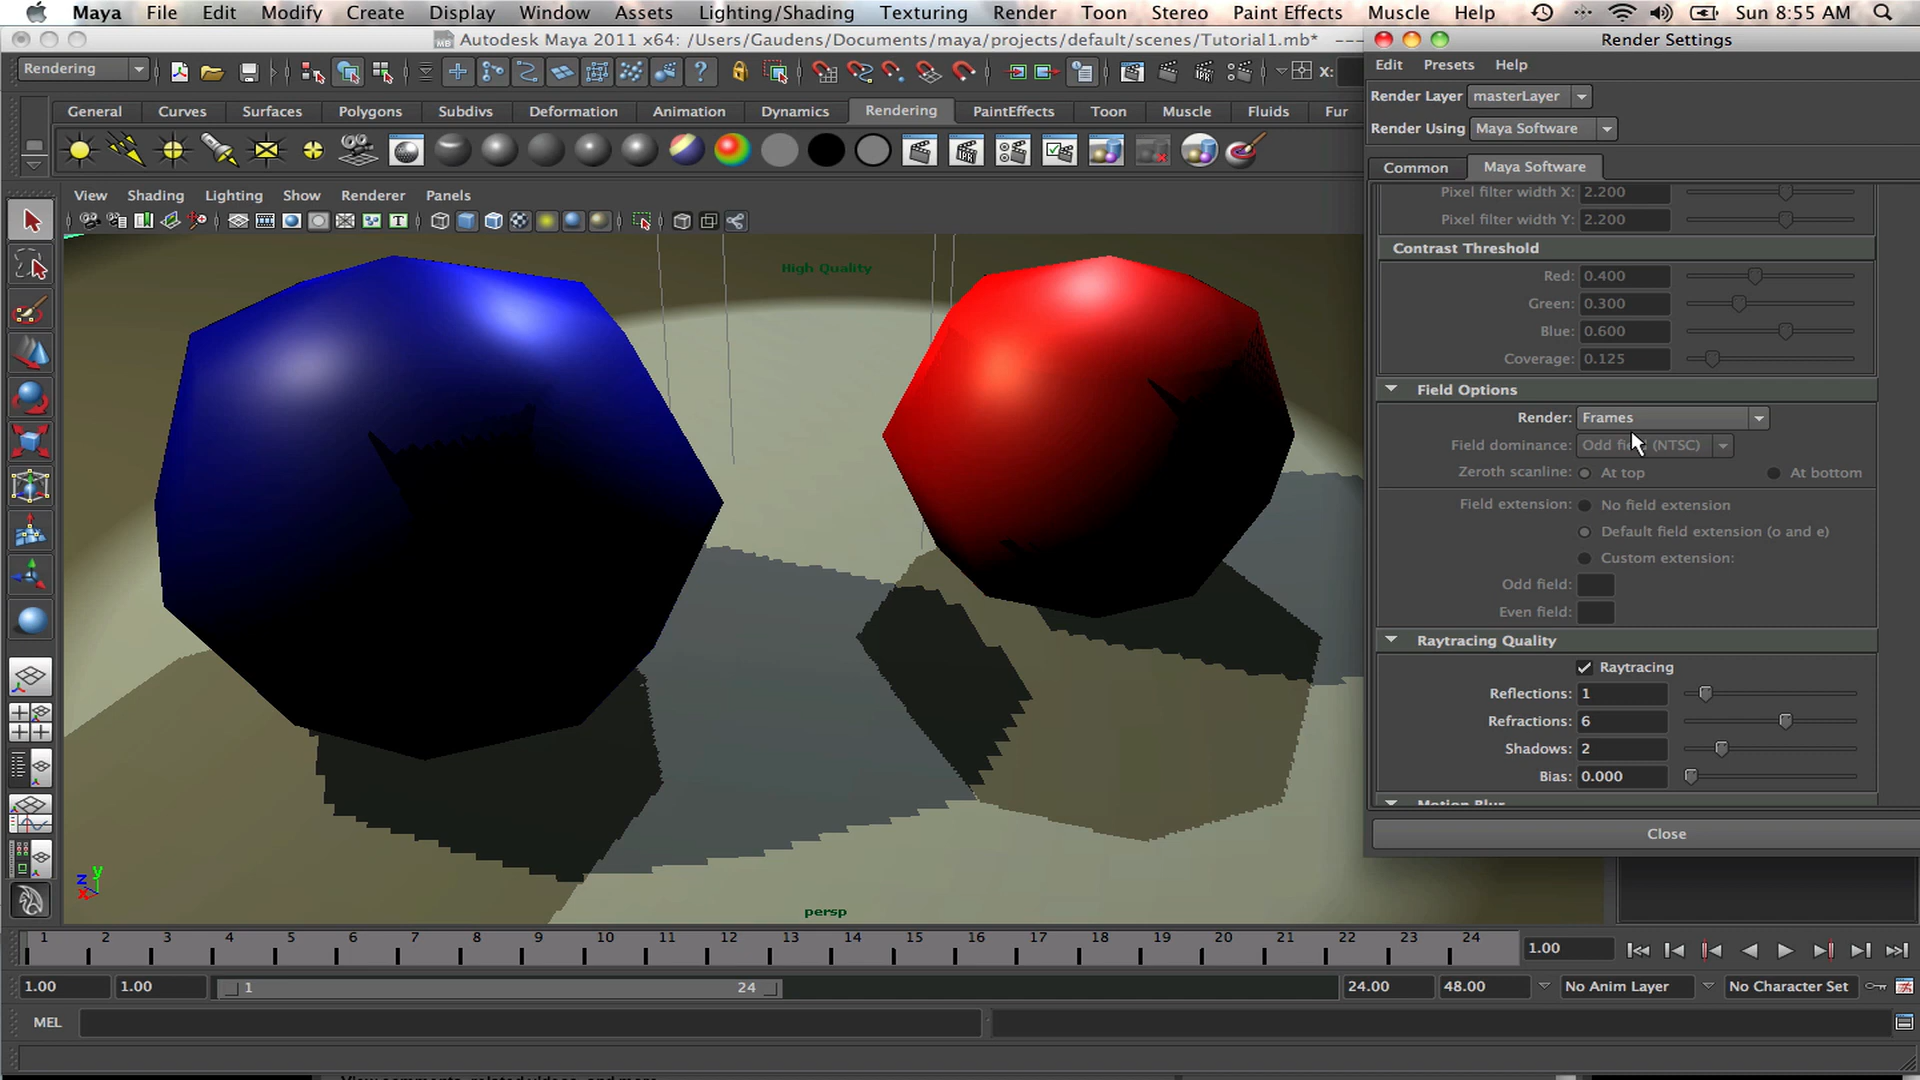 Maya File Edit Modify Create Display Window Assets Lighting/Shading Texturing Render Toon Stereo Paint Effects Muscle Help Sun 8:55 AM
Autodesk Maya 2011 x64: /Users/Gaudens/Documents/maya/projects/default/scenes/Tutorial1.mb* ---
Render Settings
Rendering X:
Edit Presets Help
Render Layer masterLayer
Render Using Maya Software
General Curves Surfaces Polygons Subdivs Deformation Animation Dynamics Rendering PaintEffects Toon Muscle Fluids Fur
Common Maya Software
View Shading Lighting Show Renderer Panels
Pixel filter width X: 2.200
Pixel filter width Y: 2.200
Contrast Threshold
High Quality
Red: 0.400
Green: 0.300
Blue: 0.600
Coverage: 0.125
Field Options
Render: Frames
Field dominance: Odd (NTSC)
Zeroth scanline: At top At bottom
Field extension: No field extension
Default field extension (o and e)
Custom extension:
Odd field:
Even field:
Raytracing Quality
Raytracing
Reflections: 1
Refractions: 6
Shadows: 2
Bias: 0.000
Motion Blur
Close
z y x
persp
1 2 3 4 5 6 7 8 9 10 11 12 13 14 15 16 17 18 19 20 21 22 23 24 1.00
1.00 1.00 1 24 24.00 48.00 No Anim Layer No Character Set
MEL